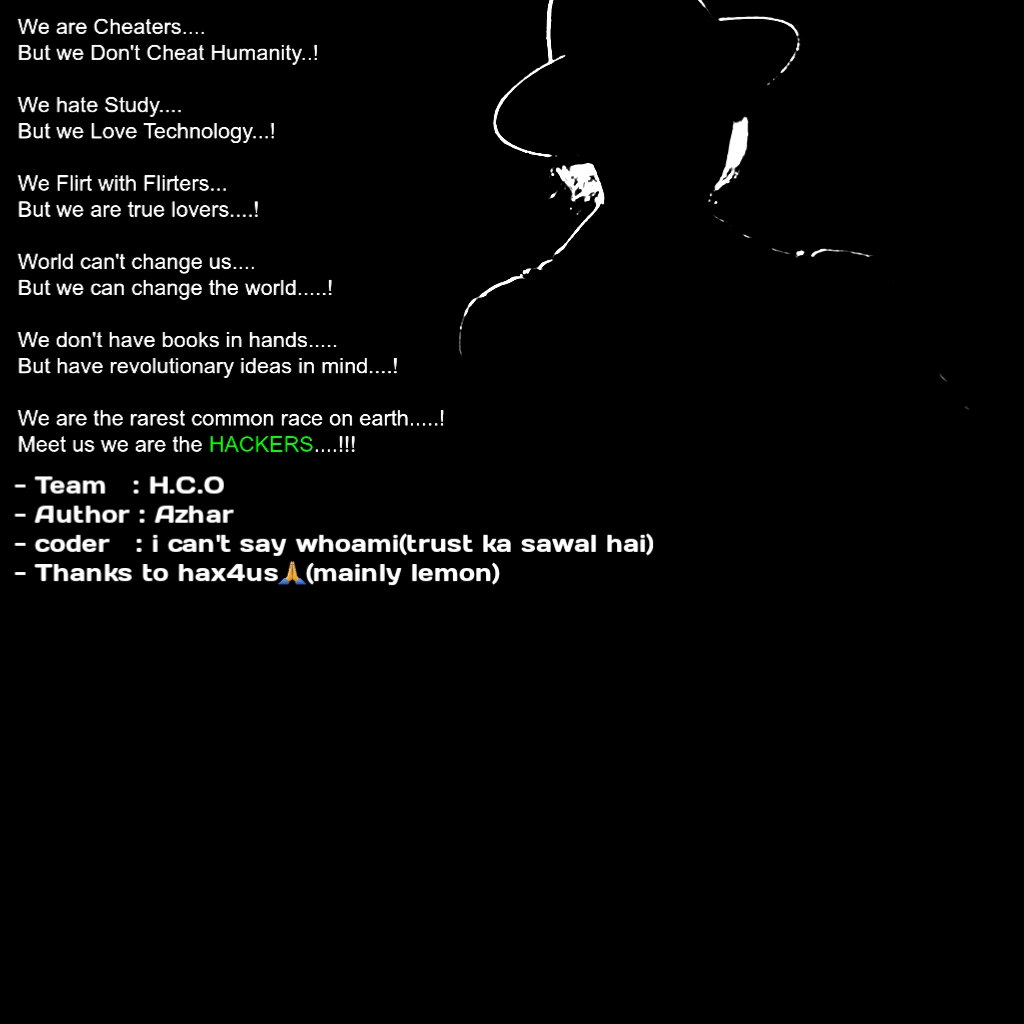 We are Cheaters....
But we Don't Cheat Humanity..!
We hate Study....
But we Love Technology...!
We Flirt with Flirters...
But we are true lovers....!
World can't change us....
But we can change the world.....!
We don't have books in hands.....
But have revolutionary ideas in mind....!
We are the rarest common race on earth.....!
Meet us we are the HACKERS....!!!
- Team : H.C.O
- Author : Azhar
- coder : i can't say whoami(trust ka sawal hai)
- Thanks to hax4us🙏(mainly lemon)